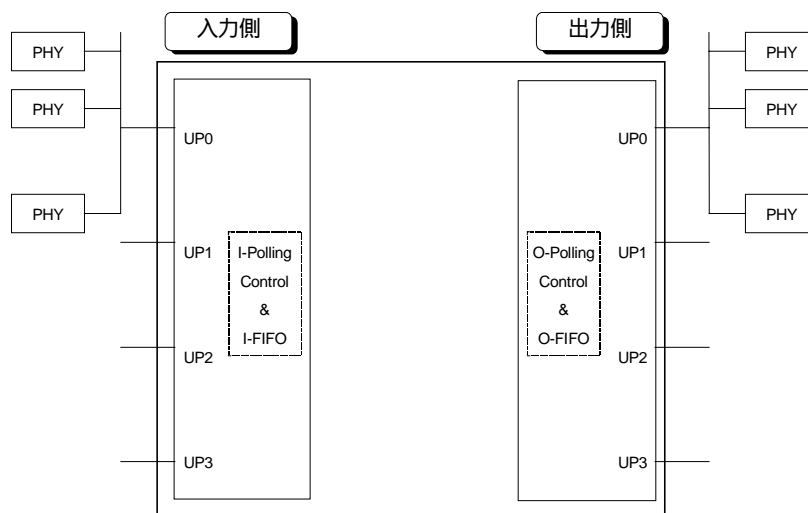 入力側
出力側
PHY
PHY
PHY
PHY
PHY
PHY
UP0
UP0
UP1
I-Polling
Control
&
I-FIFO
O-Polling
Control
&
O-FIFO
UP1
UP2
UP2
UP3
UP3